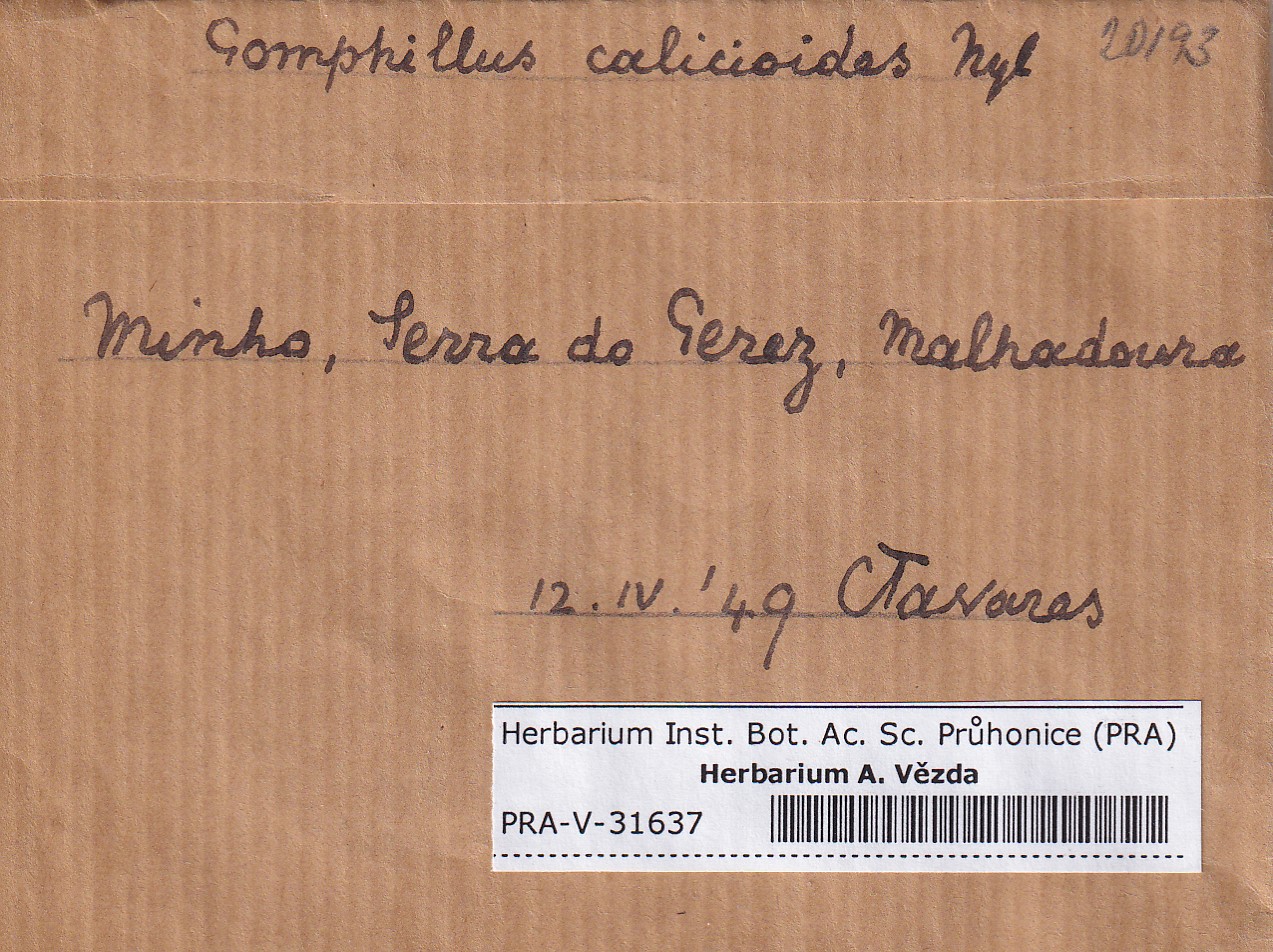 Gomphillus calicioides Nyl 20193
Minho, Serra do Gerez, Malhadoura
12.IV.'49 CTavares
Herbarium Inst. Bot. Ac. Sc. Průhonice (PRA)
Herbarium A. Vězda
PRA-V-31637